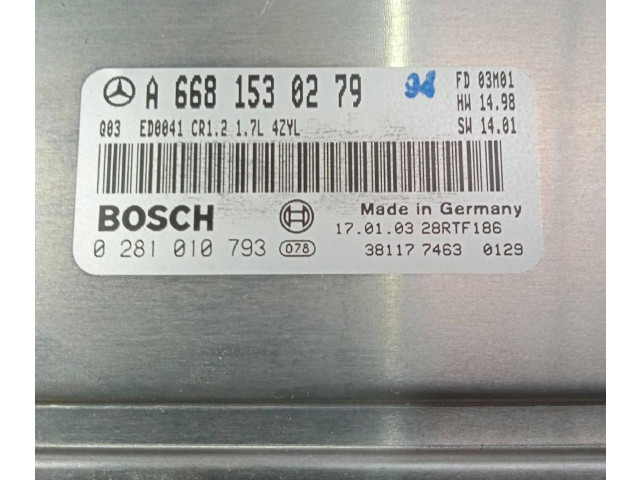 A 668 153 02 79 94 FD 03M01
HW 14.98
Q03 ED0041 CR1.2 1.7L 4ZYL SW 14.01
BOSCH Made in Germany
17.01.03 28RTF186
0 281 010 793 078 38117 7463 0129